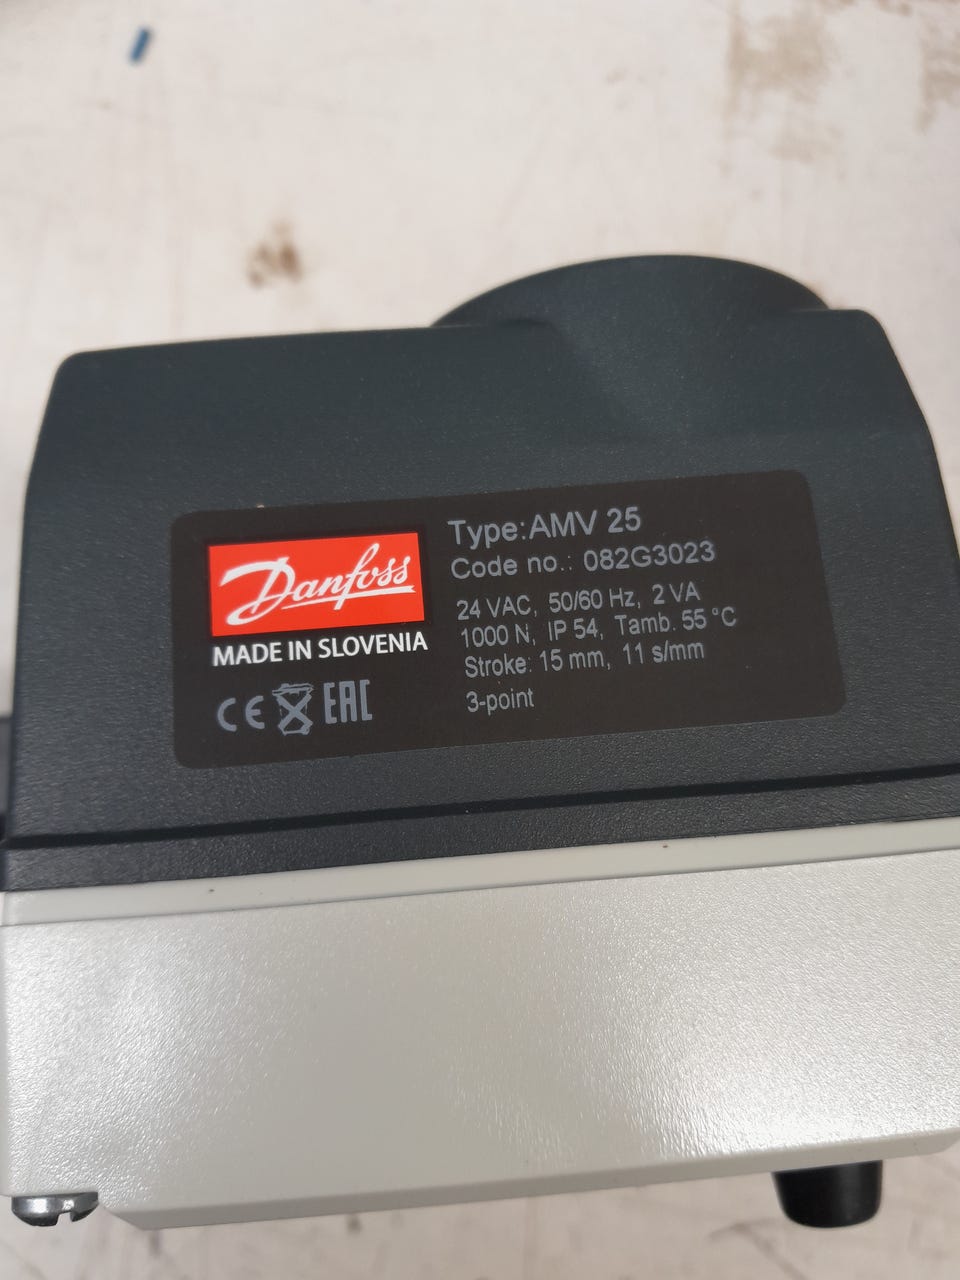 Danfoss
MADE IN SLOVENIA
CE EAC
Type:AMV 25
Code no.: 082G3023
24 VAC, 50/60 Hz, 2 VA
1000 N, IP 54, Tamb. 55 °C
Stroke: 15 mm, 11 s/mm
3-point